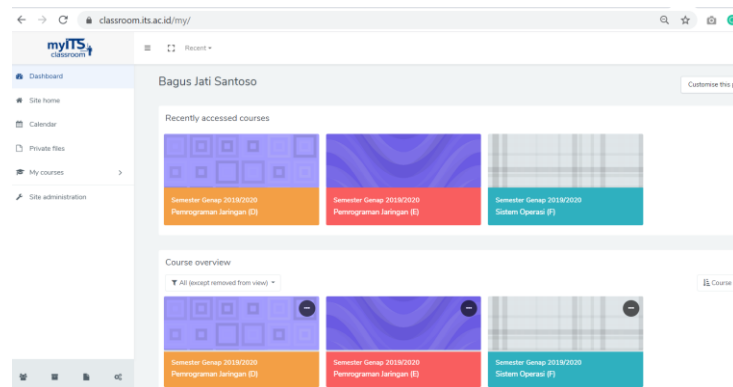 classroom.its.ac.id/my/
myITS
classroom
Recent
Dashboard
Site home
Calendar
Private files
My courses
Site administration
Bagus Jati Santoso
Customise this
Recently accessed courses
Semester Genap 2019/2020
Pemrograman Jaringan (D)
Semester Genap 2019/2020
Pemrograman Jaringan (E)
Semester Genap 2019/2020
Sistem Operasi (F)
Course overview
All (except removed from view)
Course
Semester Genap 2019/2020
Pemrograman Jaringan (D)
Semester Genap 2019/2020
Pemrograman Jaringan (E)
Semester Genap 2019/2020
Sistem Operasi (F)